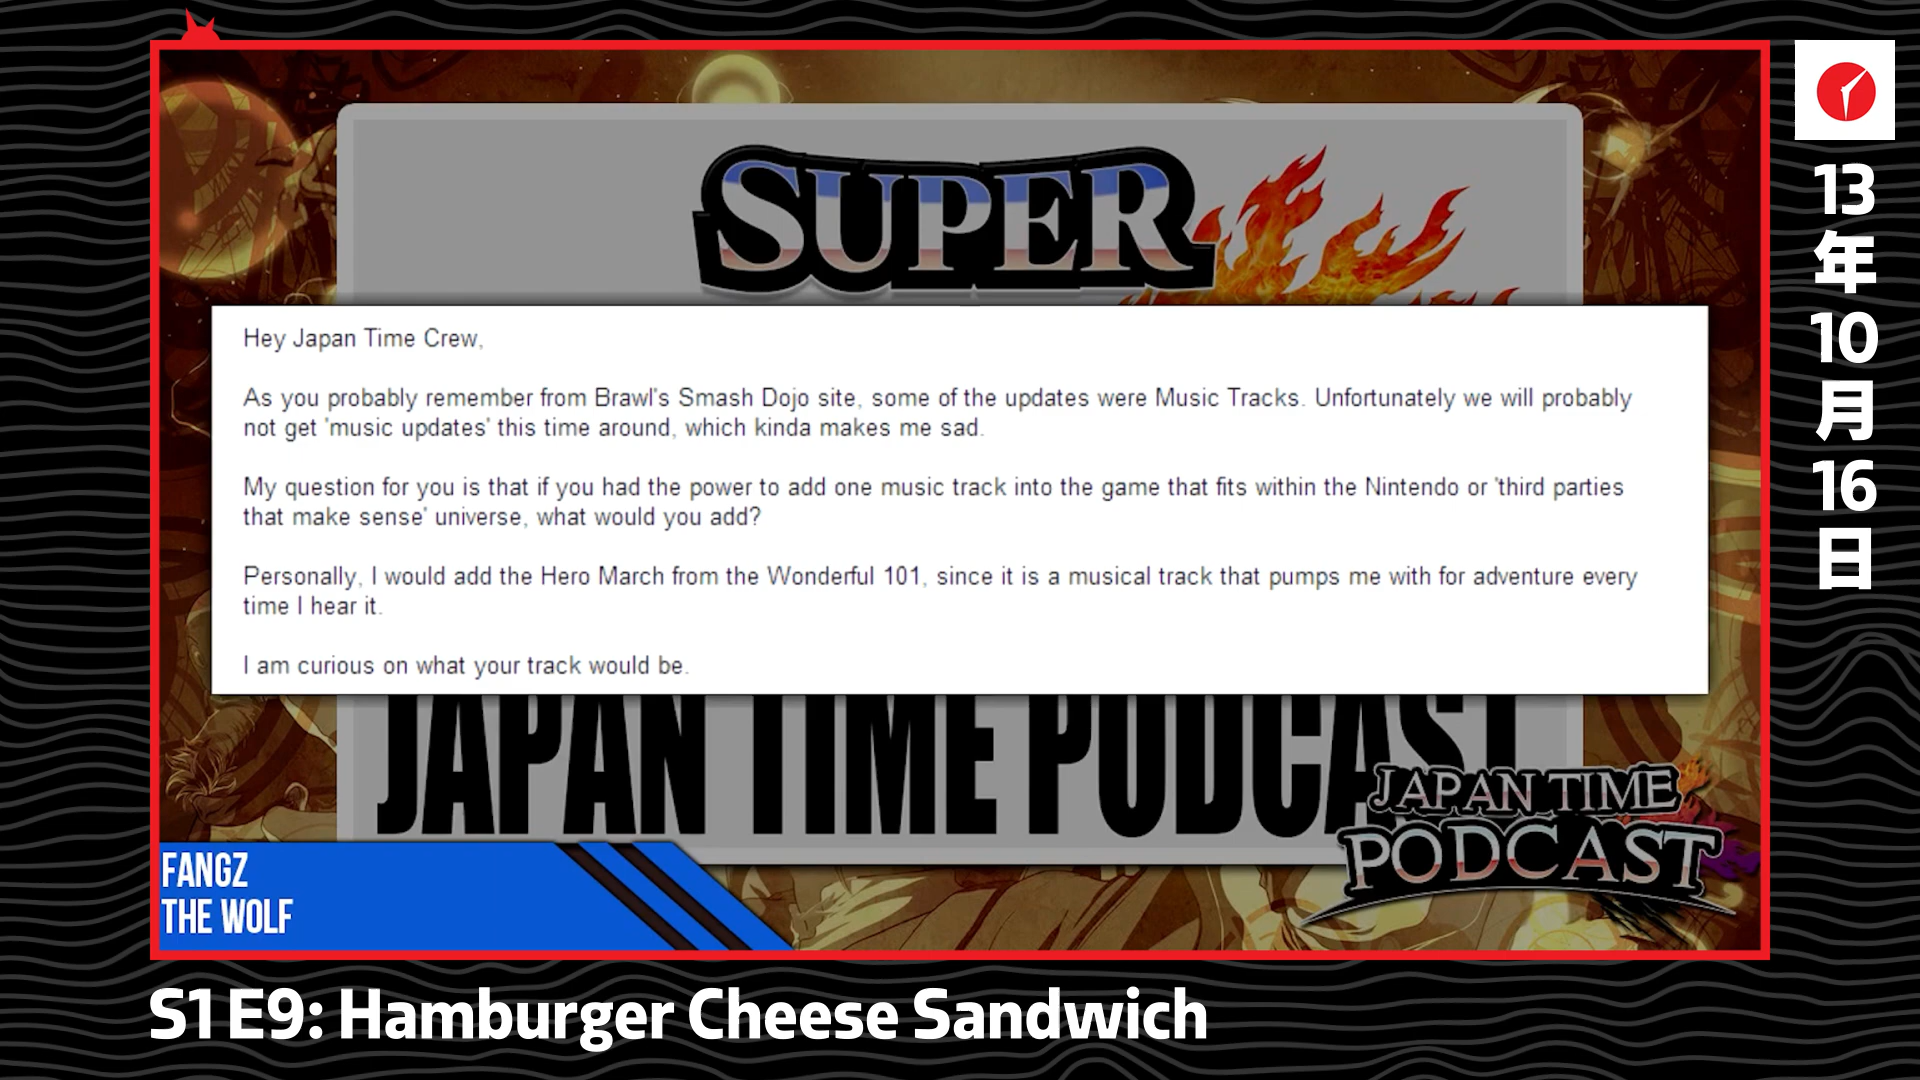 SUPER
Hey Japan Time Crew,
As you probably remember from Brawl's Smash Dojo site, some of the updates were Music Tracks. Unfortunately we will probably
not get 'music updates' this time around, which kinda makes me sad.
My question for you is that if you had the power to add one music track into the game that fits within the Nintendo or 'third parties
that make sense' universe, what would you add?
Personally, I would add the Hero March from the Wonderful 101, since it is a musical track that pumps me with for adventure every
time I hear it.
I am curious on what your track would be.
JAPAN TIME PODCAST
JAPAN TIME
PODCAST
FANGZ
THE WOLF
S1 E9: Hamburger Cheese Sandwich
13
年
10
月
16
日